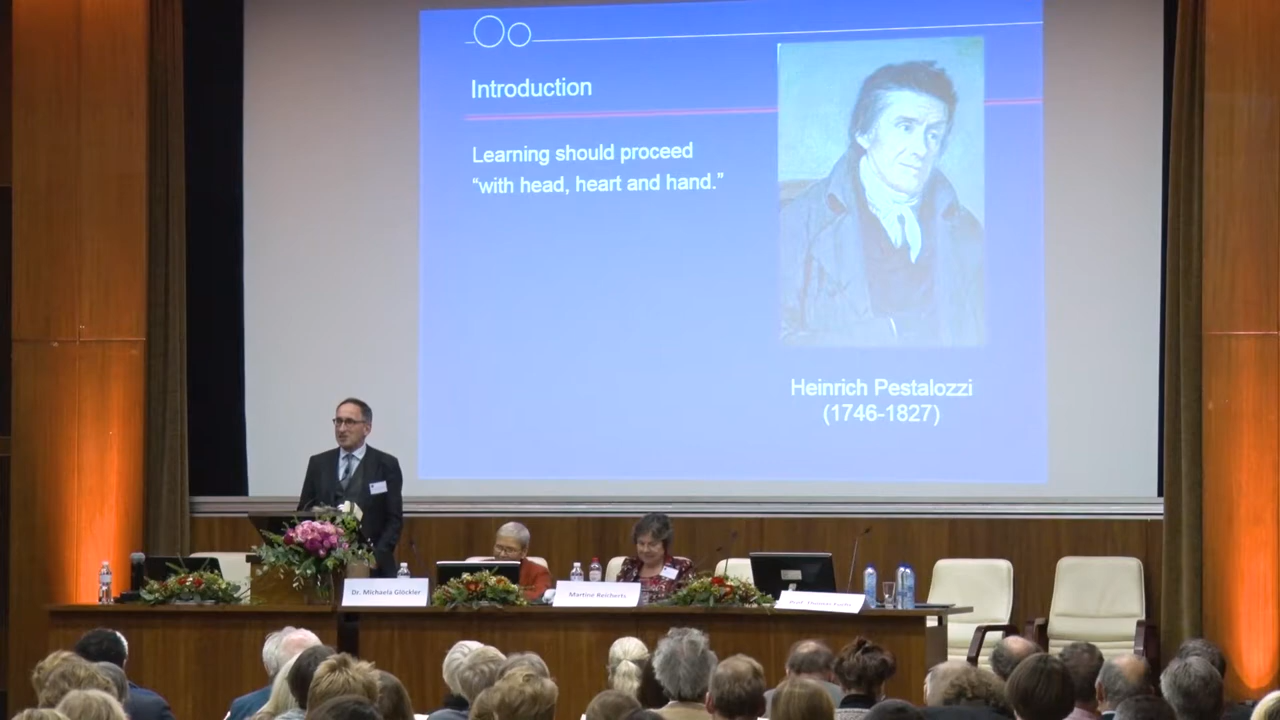 Introduction
Learning should proceed
“with head, heart and hand.”
Heinrich Pestalozzi
(1746-1827)
Dr. Michaela Glöckler
Martine Reicherts